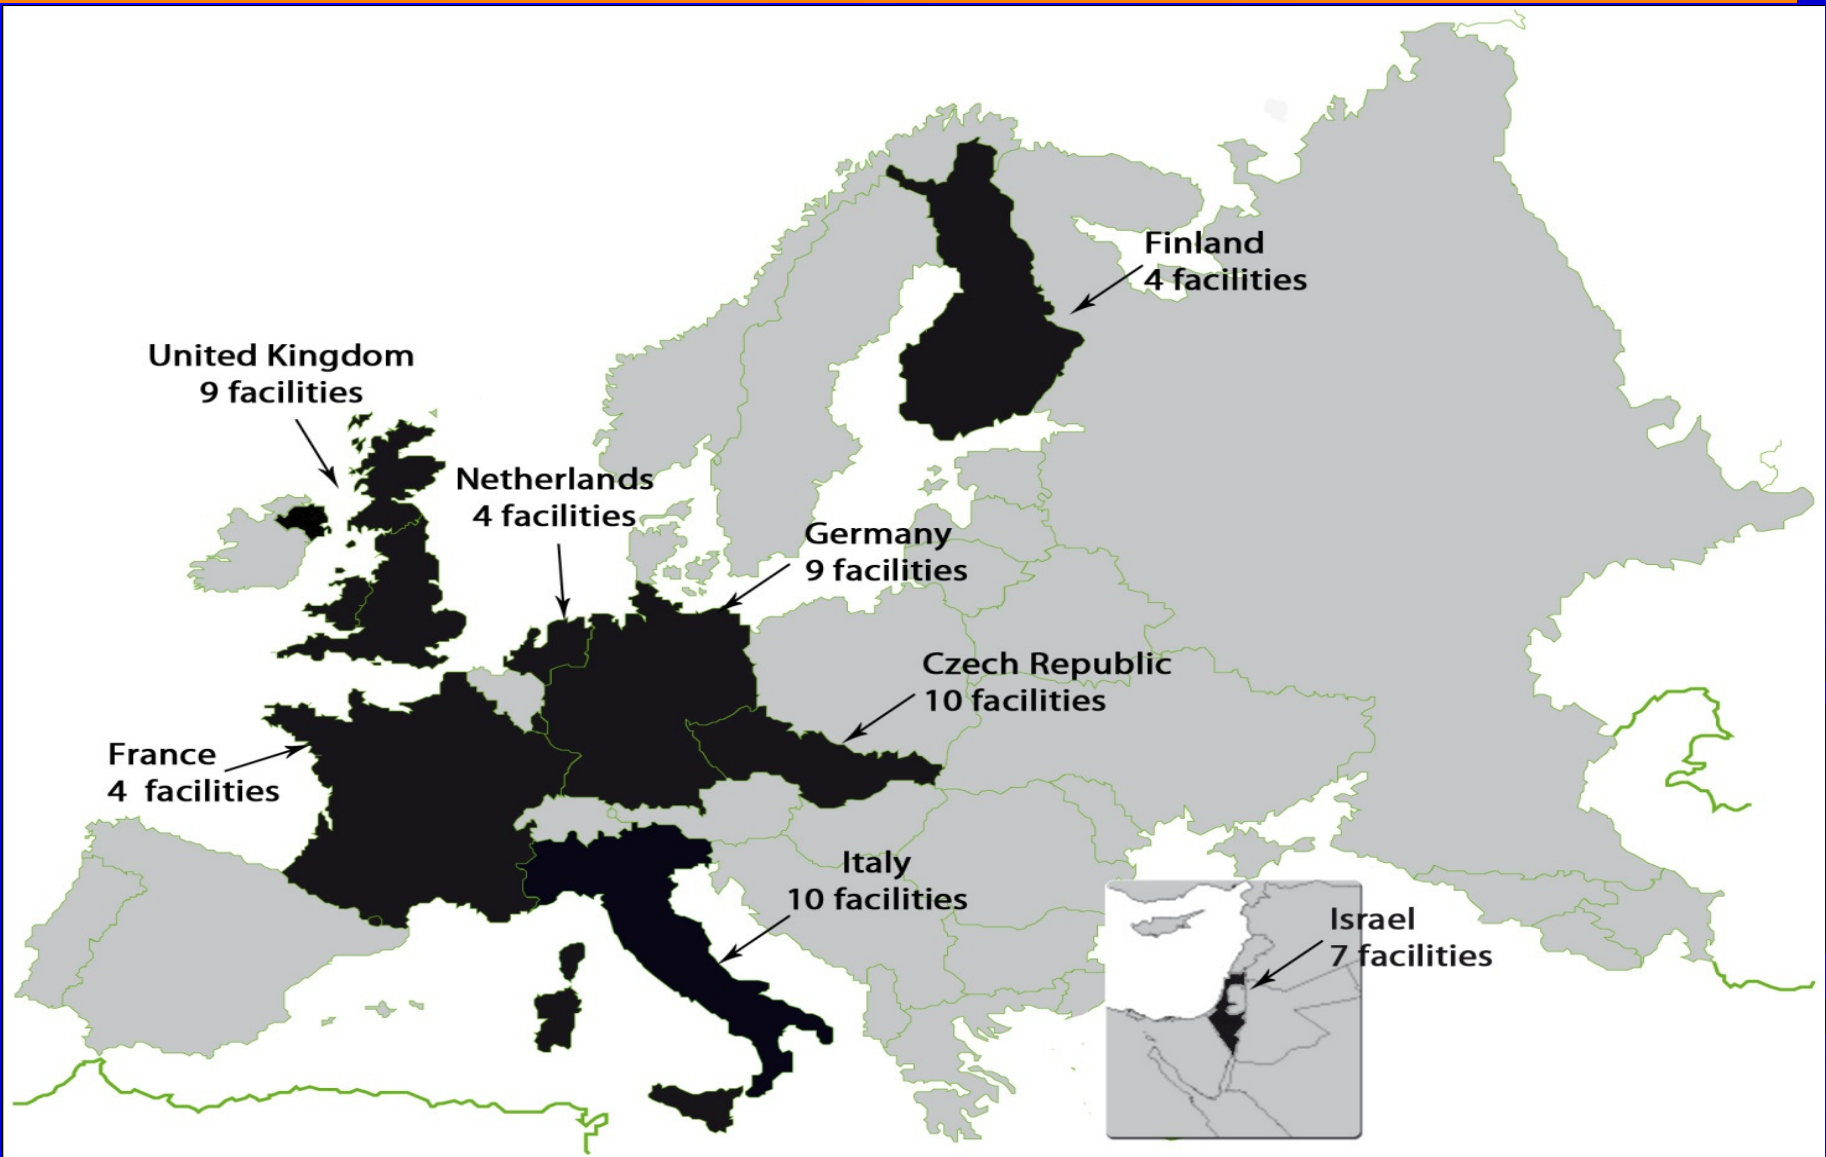 Finland
4 facilities
United Kingdom
9 facilities
Netherlands
4 facilities
Germany
9 facilities
Czech Republic
10 facilities
France
4  facilities
Italy
10 facilities
Israel
7 facilities